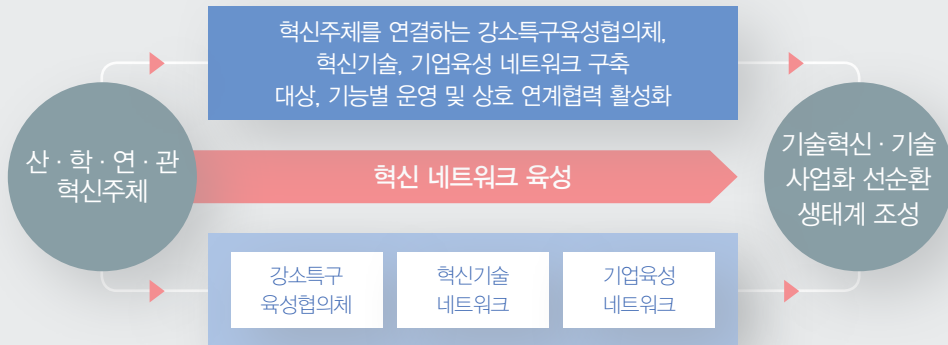 혁신주체를 연결하는 강소특구육성협의체,
혁신기술, 기업육성 네트워크 구축
대상, 기능별 운영 및 상호 연계협력 활성화
산 · 학 · 연 · 관
혁신주체
혁신 네트워크 육성
기술혁신 · 기술
사업화 선순환
생태계 조성
강소특구
육성협의체
혁신기술
네트워크
기업육성
네트워크